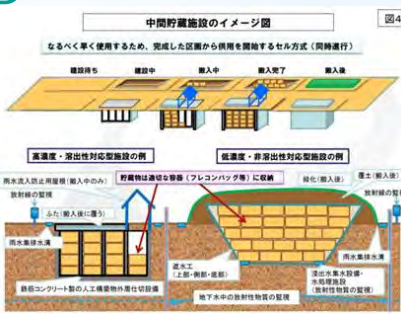 中間貯蔵施設のイメージ図
図4
なるべく早く使用するため、完成した区画から供用を開始するセル方式（同時進行）
建設待ち
建設中
搬入中
搬入完了
搬入後
高濃度・溶出性対応型施設の例
低濃度・非溶出性対応型施設の例
雨水流入防止用屋根（搬入中のみ）
貯蔵物は適切な容器（フレコンバッグ等）に収納
緑化（搬入後）
覆土（搬入後）
放射線の監視
放射線の監視
ふた（搬入後に覆う）
雨水集排水溝
遮水工
（上部・側部・底部）
雨水集排水溝
浸出水集水設備・
水処理施設
（放射性物質の監視）
鉄筋コンクリート製の人工構築物外周仕切設備
地下水中の放射性物質の監視